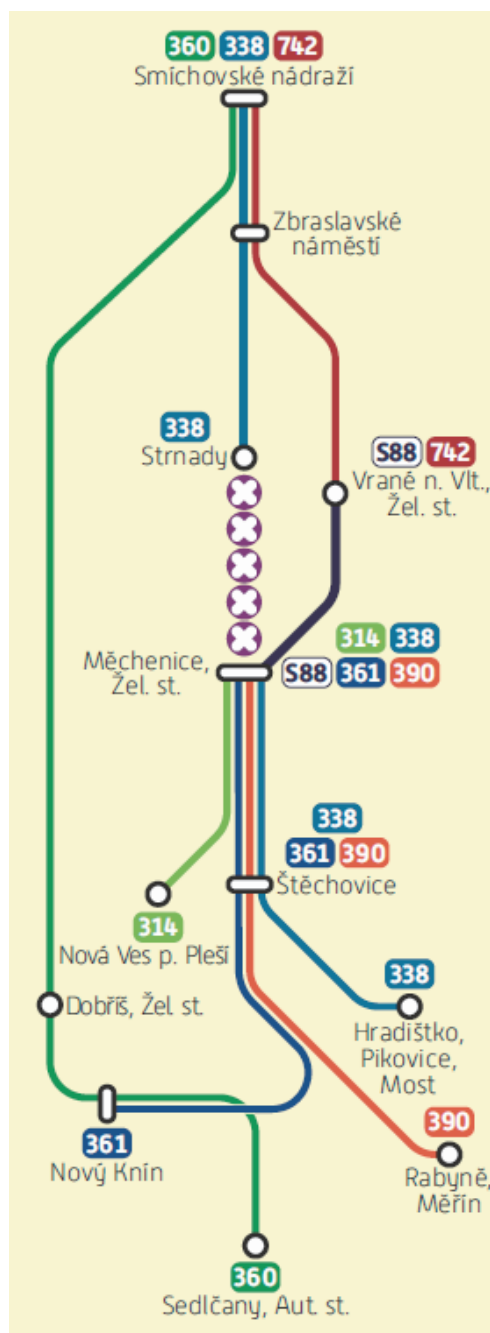 360 338 742
Smíchovské nádraží
Zbraslavské
náměstí
338
Strnady
S88 742
Vrané n. Vlt.,
Žel. st.
314 338
Měchenice,
Žel. st.
S88 361 390
338
361 390
Štěchovice
314
Nová Ves p. Pleší
338
Hradištko,
Pikovice,
Most
Dobříš, Žel. st.
361
Nový Knín
390
Rabyně,
Měřín
360
Sedlčany, Aut. st.